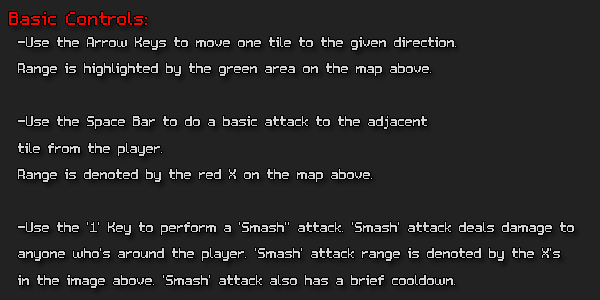 Basic Controls:
-Use the Arrow Keys to move one tile to the given direction.
Range is highlighted by the green area on the map above.
-Use the Space Bar to do a basic attack to the adjacent
tile from the player.
Range is denoted by the red X on the map above.
-Use the '1' Key to perform a 'Smash" attack. 'Smash' attack deals damage to
anyone who's around the player. 'Smash' attack range is denoted by the X's
in the image above. 'Smash' attack also has a brief cooldown.